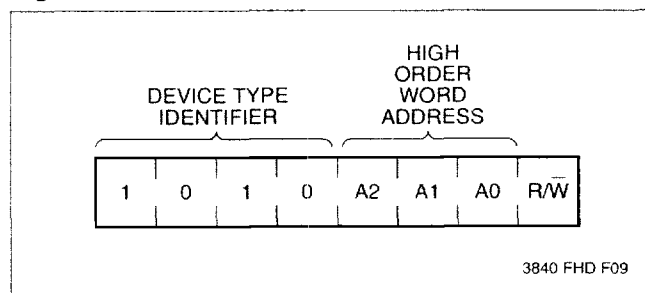 HIGH
ORDER
DEVICE TYPE WORD
IDENTIFIER ADDRESS
1 0 1 0 A2 A1 A0 R/W̅
3840 FHD F09